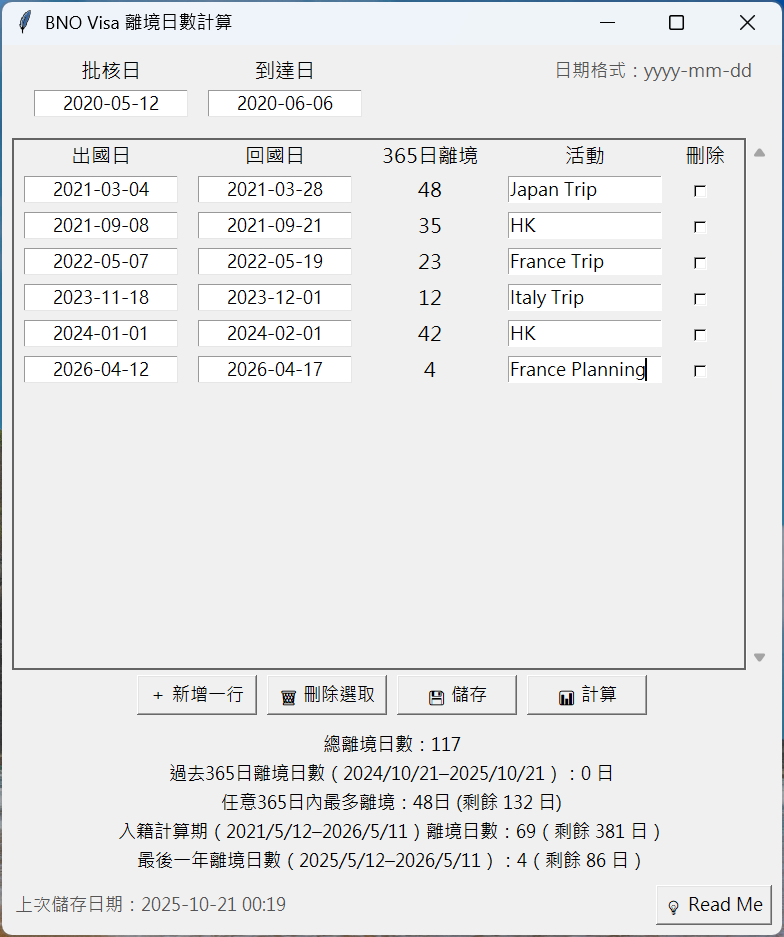 BNO Visa 離境日數計算
批核日 到達日 日期格式：yyyy-mm-dd
2020-05-12 2020-06-06
出國日 回國日 365日離境 活動 刪除
2021-03-04 2021-03-28 48 Japan Trip
2021-09-08 2021-09-21 35 HK
2022-05-07 2022-05-19 23 France Trip
2023-11-18 2023-12-01 12 Italy Trip
2024-01-01 2024-02-01 42 HK
2026-04-12 2026-04-17 4 France Planning
+ 新增一行 刪除選取 儲存 計算
總離境日數：117
過去365日離境日數（2024/10/21–2025/10/21）：0 日
任意365日內最多離境：48日 (剩餘 132 日)
入籍計算期（2021/5/12–2026/5/11）離境日數：69（剩餘 381 日）
最後一年離境日數（2025/5/12–2026/5/11）：4（剩餘 86 日）
上次儲存日期：2025-10-21 00:19 Read Me